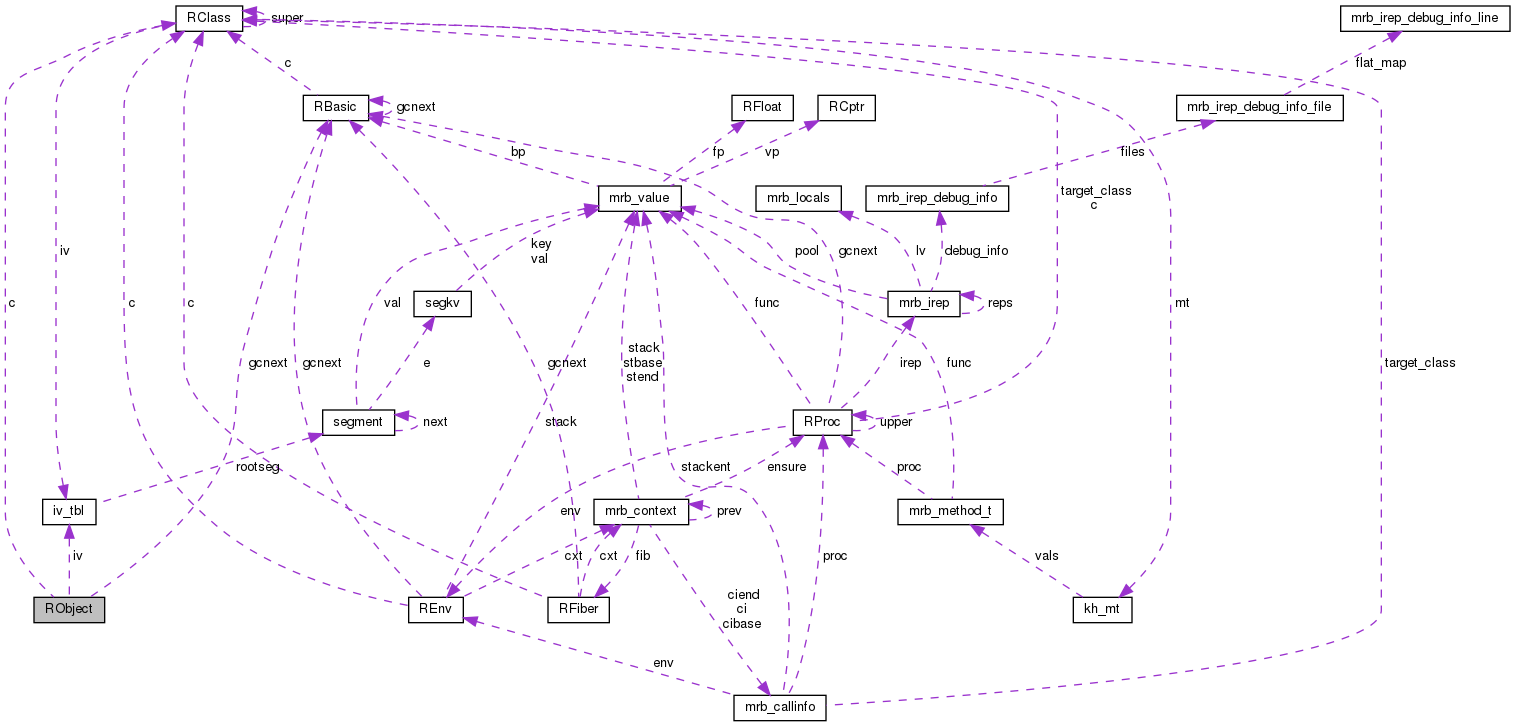 RClass
super
mrb_irep_debug_info_line
c
flat_map
RBasic
gcnext
RFloat
RCptr
mrb_irep_debug_info_file
bp
fp
vp
files
mrb_value
mrb_locals
mrb_irep_debug_info
target_class
c
iv
key
val
pool
gcnext
lv
debug_info
c
c
c
val
segkv
func
mrb_irep
reps
mt
gcnext
gcnext
e
stack
stbase
stend
gcnext
irep
func
target_class
segment
next
stack
RProc
upper
rootseg
stackent
ensure
proc
iv_tbl
env
mrb_context
prev
mrb_method_t
iv
cxt
cxt
fib
proc
vals
RObject
REnv
RFiber
ciend
ci
cibase
kh_mt
env
mrb_callinfo